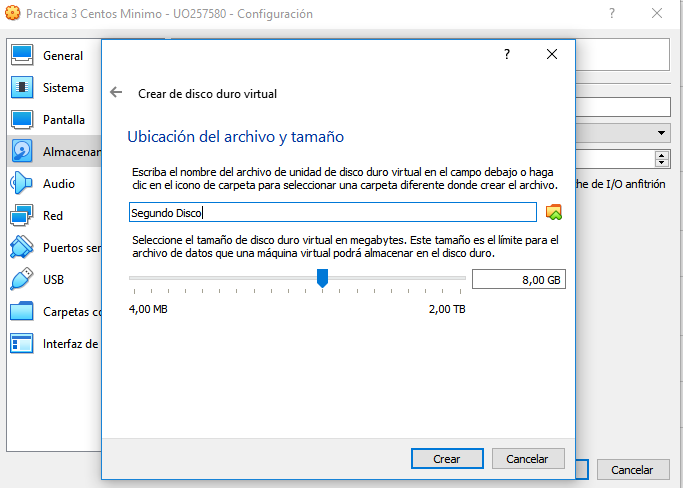 Practica 3 Centos Minimo - UO257580 - Configuración
General
Sistema
Pantalla
Almacenar
Audio
Red
Puertos ser
USB
Carpetas co
Interfaz de
Crear de disco duro virtual
Ubicación del archivo y tamaño
Escriba el nombre del archivo de unidad de disco duro virtual en el campo debajo o haga
clic en el icono de carpeta para seleccionar una carpeta diferente donde crear el archivo.
Segundo Disco
Seleccione el tamaño de disco duro virtual en megabytes. Este tamaño es el límite para el
archivo de datos que una máquina virtual podrá almacenar en el disco duro.
8,00 GB
4,00 MB 2,00 TB
Crear Cancelar
he de I/O anfitrión
Cancelar